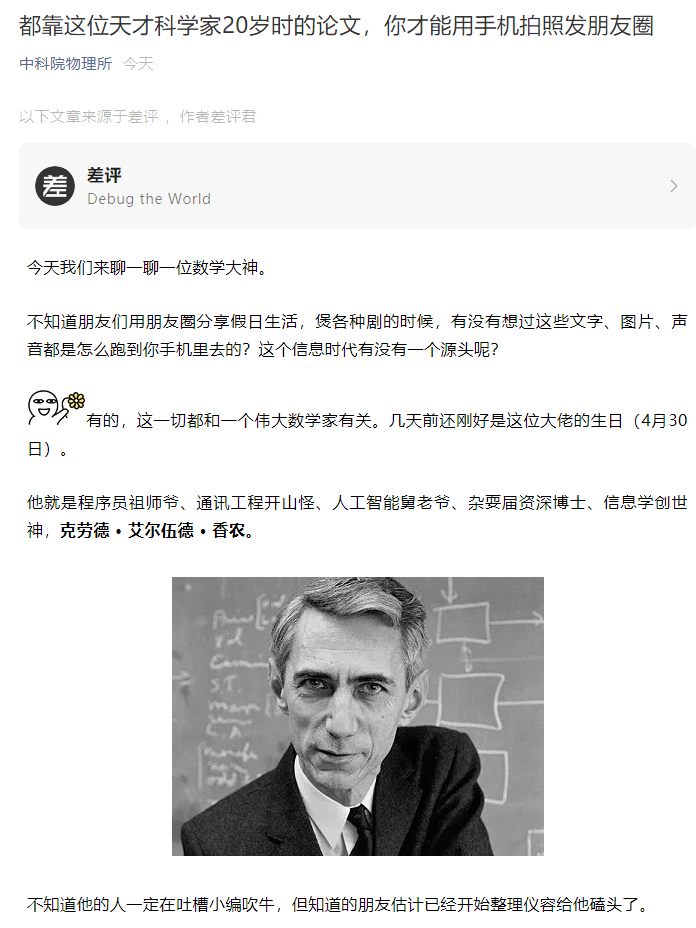 都靠这位天才科学家20岁时的论文，你才能用手机拍照发朋友圈
中科院物理所 今天
以下文章来源于差评 ，作者差评君
差
差评
Debug the World
今天我们来聊一聊一位数学大神。
不知道朋友们用朋友圈分享假日生活，煲各种剧的时候，有没有想过这些文字、图片、声
音都是怎么跑到你手机里去的？这个信息时代有没有一个源头呢？
有的，这一切都和一个伟大数学家有关。几天前还刚好是这位大佬的生日（4月30
日）。
他就是程序员祖师爷、通讯工程开山怪、人工智能舅老爷、杂耍届资深博士、信息学创世
神，克劳德 • 艾尔伍德 • 香农。
S.T.
不知道他的人一定在吐槽小编吹牛，但知道的朋友估计已经开始整理仪容给他磕头了。